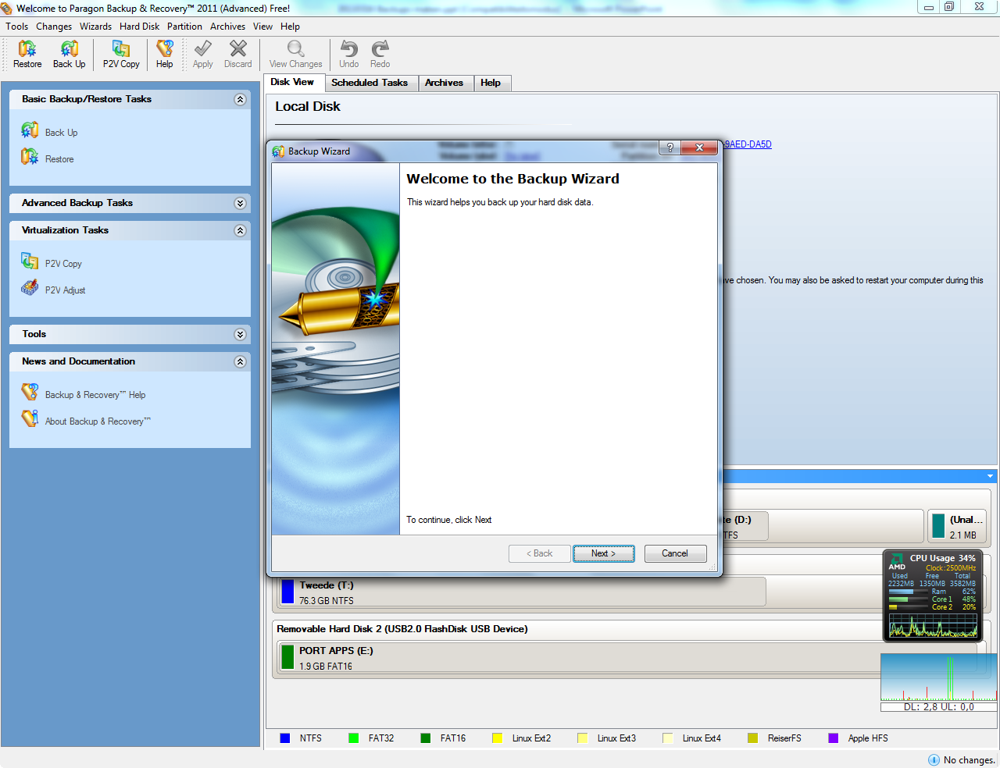 Welcome to Paragon Backup & Recovery™ 2011 (Advanced) Free!
Tools Changes Wizards Hard Disk Partition Archives View Help
Restore Back Up P2V Copy Help Apply Discard View Changes Undo Redo
Disk View Scheduled Tasks Archives Help
Basic Backup/Restore Tasks
Back Up
Restore
Advanced Backup Tasks
Virtualization Tasks
P2V Copy
P2V Adjust
Tools
News and Documentation
Backup & Recovery™ Help
About Backup & Recovery™
Local Disk
-9AED-DA5D
ve chosen. You may also be asked to restart your computer during this
Backup Wizard
Welcome to the Backup Wizard
This wizard helps you back up your hard disk data.
To continue, click Next
< Back Next > Cancel
te (D:)
TFS
(Unal...
2.1 MB
Tweede (T:)
76.3 GB NTFS
Removable Hard Disk 2 (USB2.0 FlashDisk USB Device)
PORT APPS (E:)
1.9 GB FAT16
AMD
CPU Usage 34%
Clock:2500MHz
Used Free Total
2232MB 1350MB 3582MB
Ram 62%
Core 1 48%
Core 2 20%
DL: 2,8 UL: 0,0
NTFS FAT32 FAT16 Linux Ext2 Linux Ext3 Linux Ext4 ReiserFS Apple HFS
No changes.